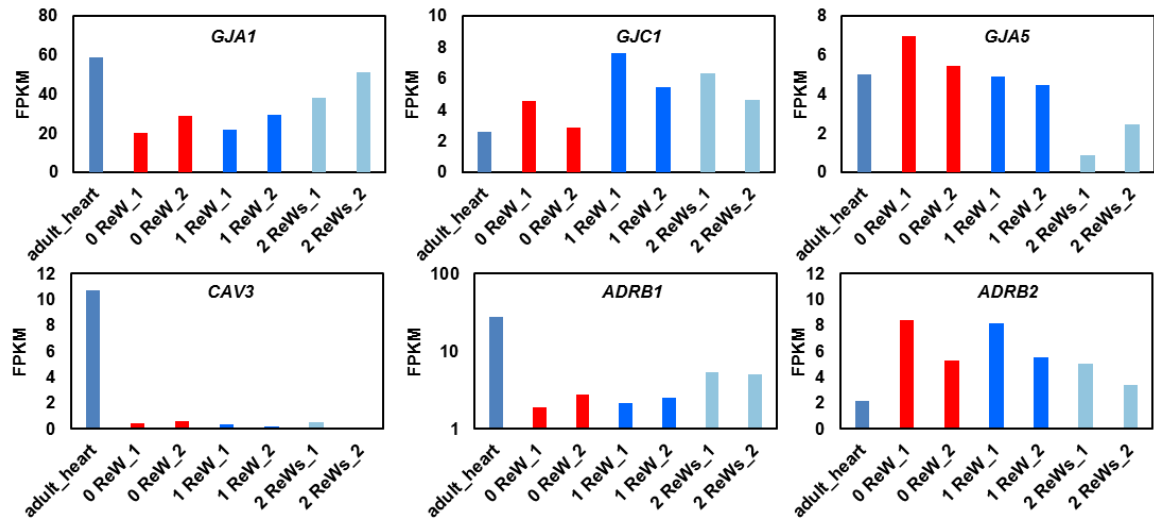 GJA1
FPKM
80
60
40
20
0
adult_heart
0 ReW_1
0 ReW_2
1 ReW_1
1 ReW_2
2 ReWs_1
2 ReWs_2
GJC1
FPKM
10
8
6
4
2
0
adult_heart
0 ReW_1
0 ReW_2
1 ReW_1
1 ReW_2
2 ReWs_1
2 ReWs_2
GJA5
FPKM
8
6
4
2
0
adult_heart
0 ReW_1
0 ReW_2
1 ReW_1
1 ReW_2
2 ReWs_1
2 ReWs_2
CAV3
FPKM
12
10
8
6
4
2
0
adult_heart
0 ReW_1
0 ReW_2
1 ReW_1
1 ReW_2
2 ReWs_1
2 ReWs_2
ADRB1
FPKM
100
10
1
adult_heart
0 ReW_1
0 ReW_2
1 ReW_1
1 ReW_2
2 ReWs_1
2 ReWs_2
ADRB2
FPKM
12
10
8
6
4
2
0
adult_heart
0 ReW_1
0 ReW_2
1 ReW_1
1 ReW_2
2 ReWs_1
2 ReWs_2